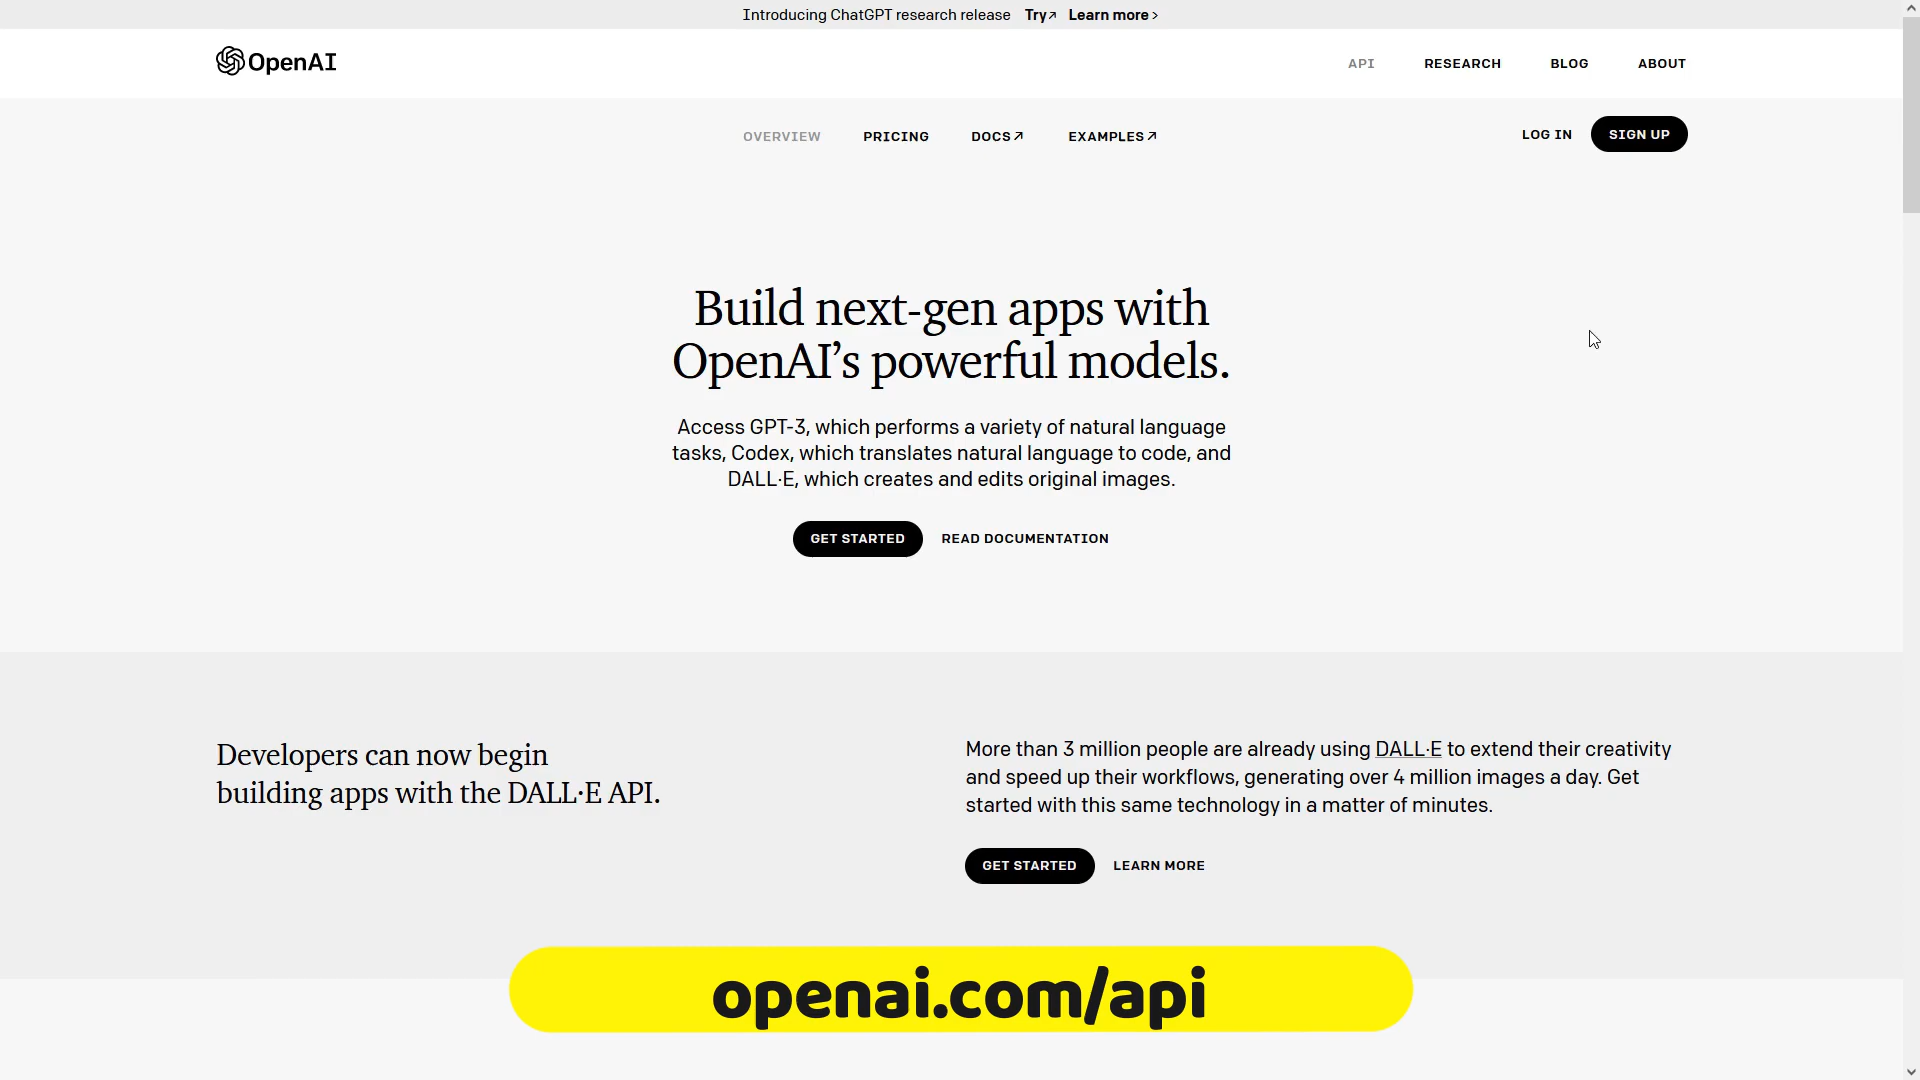 Introducing ChatGPT research release Try↗ Learn more ›
OpenAI
API RESEARCH BLOG ABOUT
OVERVIEW PRICING DOCS↗ EXAMPLES↗ LOG IN SIGN UP
Build next-gen apps with
OpenAI’s powerful models.
Access GPT-3, which performs a variety of natural language
tasks, Codex, which translates natural language to code, and
DALL·E, which creates and edits original images.
GET STARTED READ DOCUMENTATION
Developers can now begin
building apps with the DALL·E API.
More than 3 million people are already using DALL·E to extend their creativity
and speed up their workflows, generating over 4 million images a day. Get
started with this same technology in a matter of minutes.
GET STARTED LEARN MORE
openai.com/api